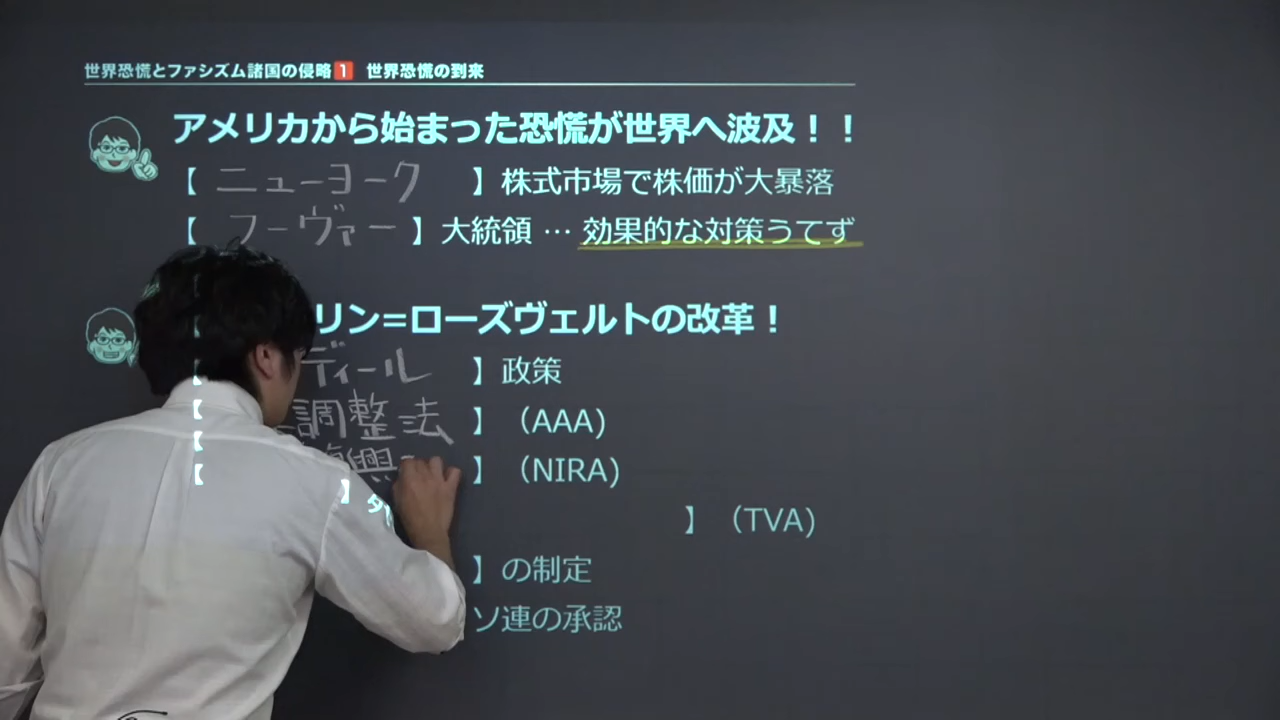 世界恐慌とファシズム諸国の侵略1 世界恐慌の到来
アメリカから始まった恐慌が世界へ波及！！
【 ニューヨーク 】株式市場で株価が大暴落
【 フーヴァー 】大統領 … 効果的な対策うてず
リン=ローズヴェルトの改革！
ディール 】政策
調整法 】（AAA)
復興 】（NIRA)
】（TVA)
】の制定
】
ソ連の承認